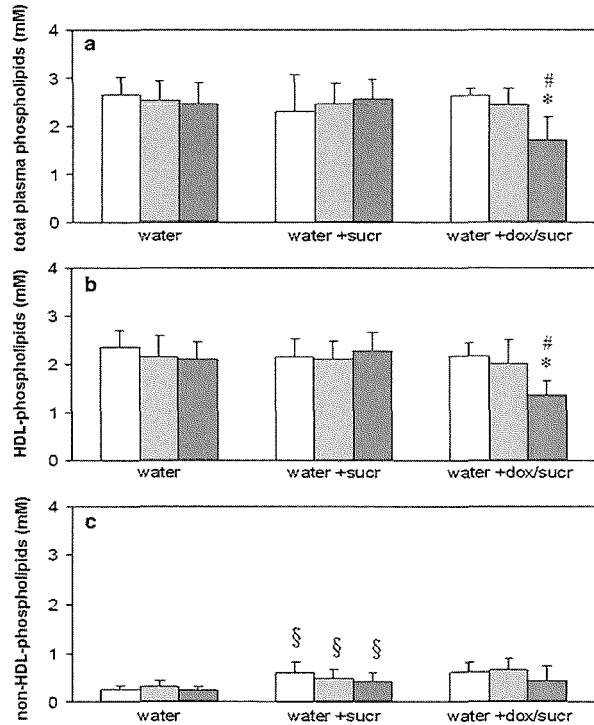 total plasma phospholipids (mM)
a
4
3
2
1
0
#
*
water
water +sucr
water +dox/sucr
HDL-phospholipids (mM)
b
4
3
2
1
0
#
*
water
water +sucr
water +dox/sucr
non-HDL-phospholipids (mM)
c
4
3
2
1
0
§ § §
water
water +sucr
water +dox/sucr